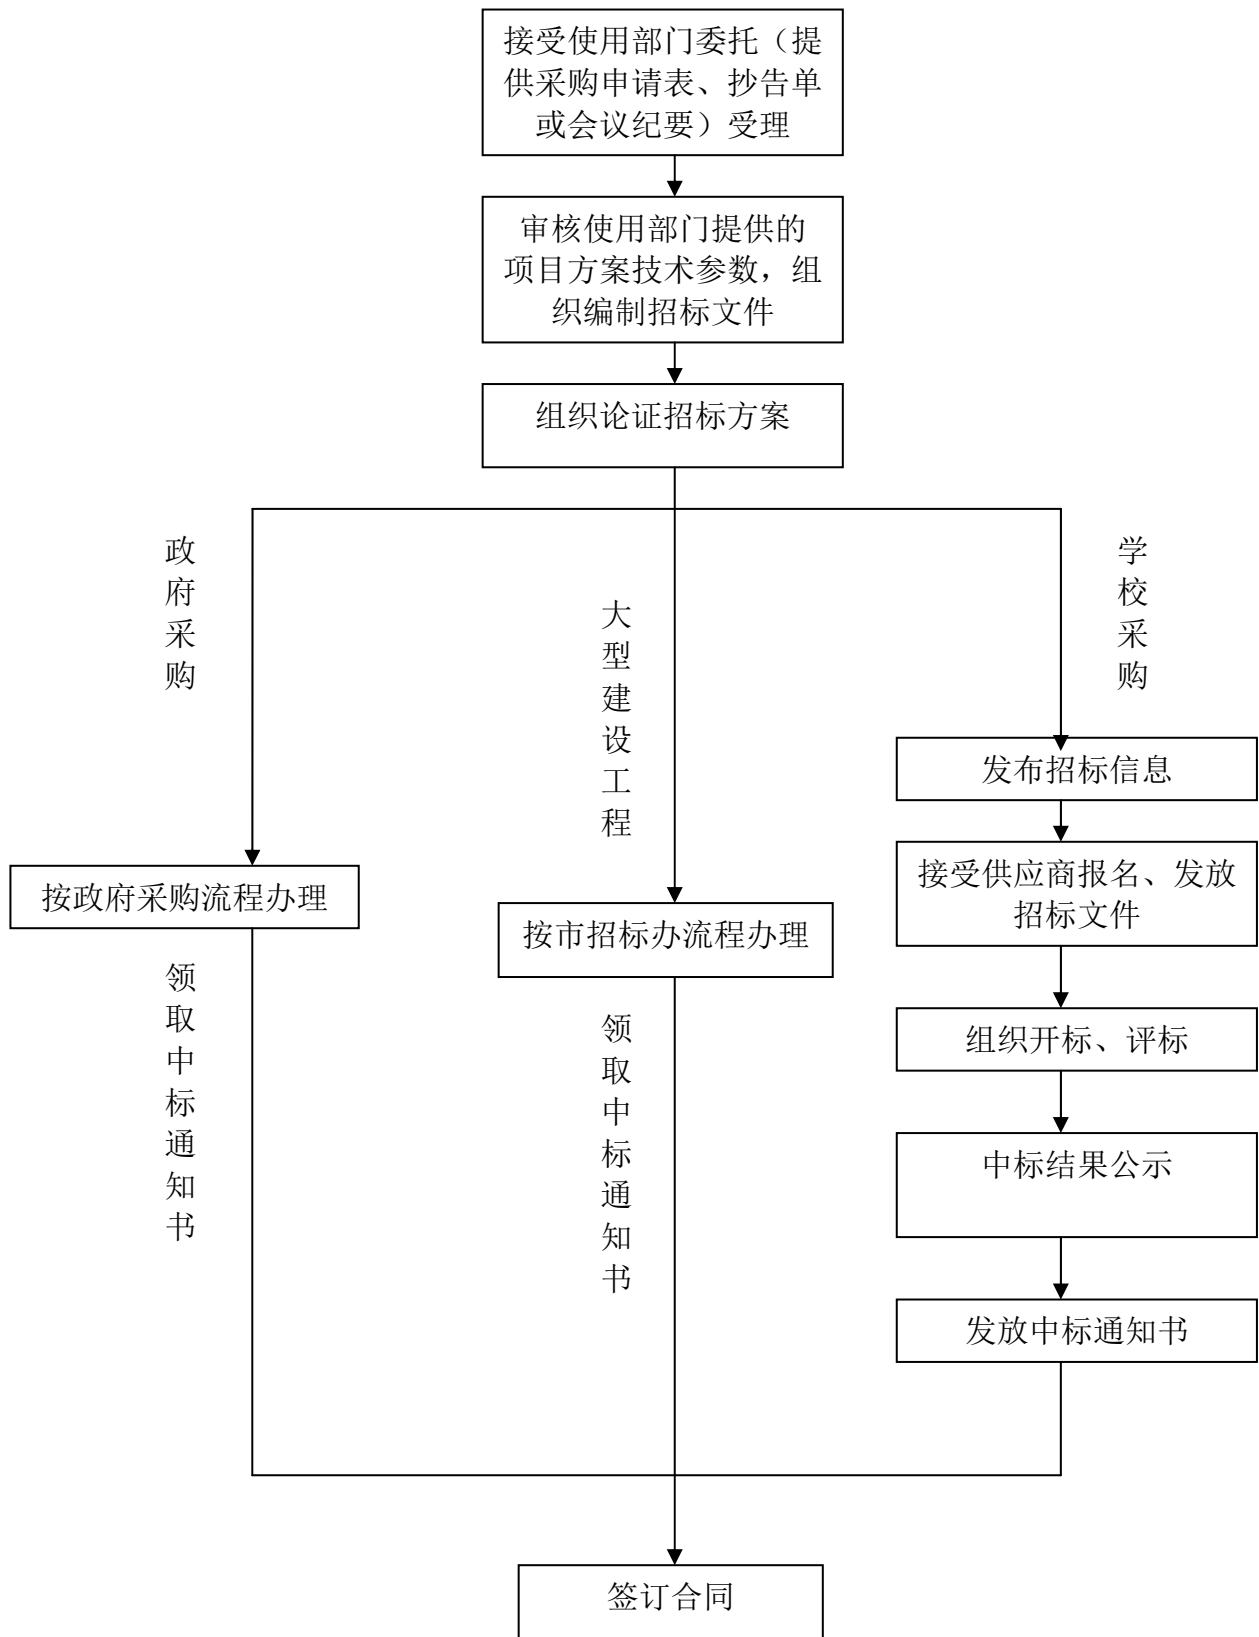 接受使用部门委托（提
供采购申请表、抄告单
或会议纪要）受理
审核使用部门提供的
项目方案技术参数，组
织编制招标文件
组织论证招标方案
政府采购
大型建设工程
学校采购
发布招标信息
接受供应商报名、发放
招标文件
按政府采购流程办理
按市招标办流程办理
领取中标通知书
领取中标通知书
组织开标、评标
中标结果公示
发放中标通知书
签订合同